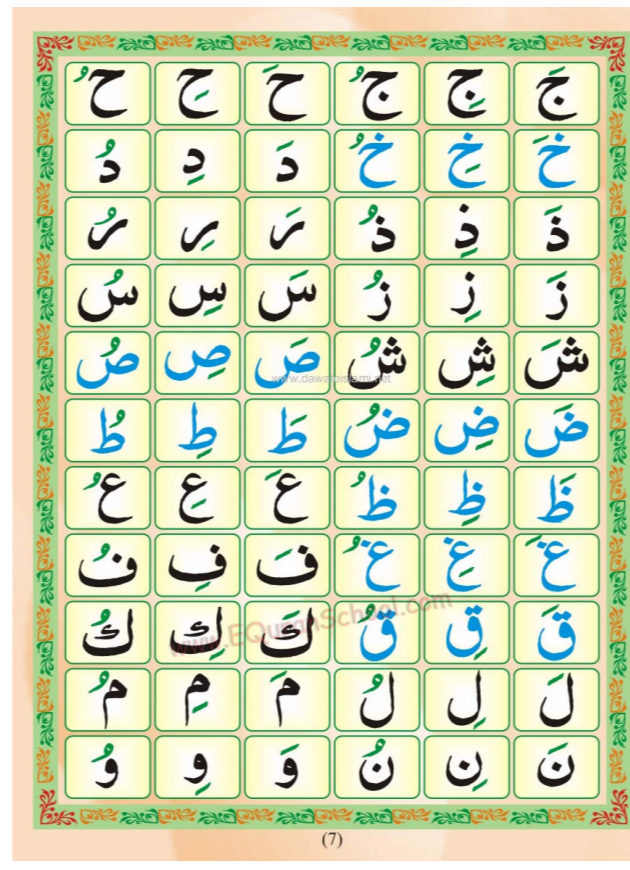 جَ جِ جُ حَ حِ حُ
خَ خِ خُ دَ دِ دُ
ذَ ذِ ذُ رَ رِ رُ
زَ زِ زُ سَ سِ سُ
شَ شِ شُ صَ صِ صُ
www.dawateislami.net
ضَ ضِ ضُ طَ طِ طُ
ظَ ظِ ظُ عَ عِ عُ
غَ غِ غُ فَ فِ فُ
قَ قِ قُ كَ كِ كُ
www.EQuranSchool.com
لَ لِ لُ مَ مِ مُ
نَ نِ نُ وَ وِ وُ
(7)